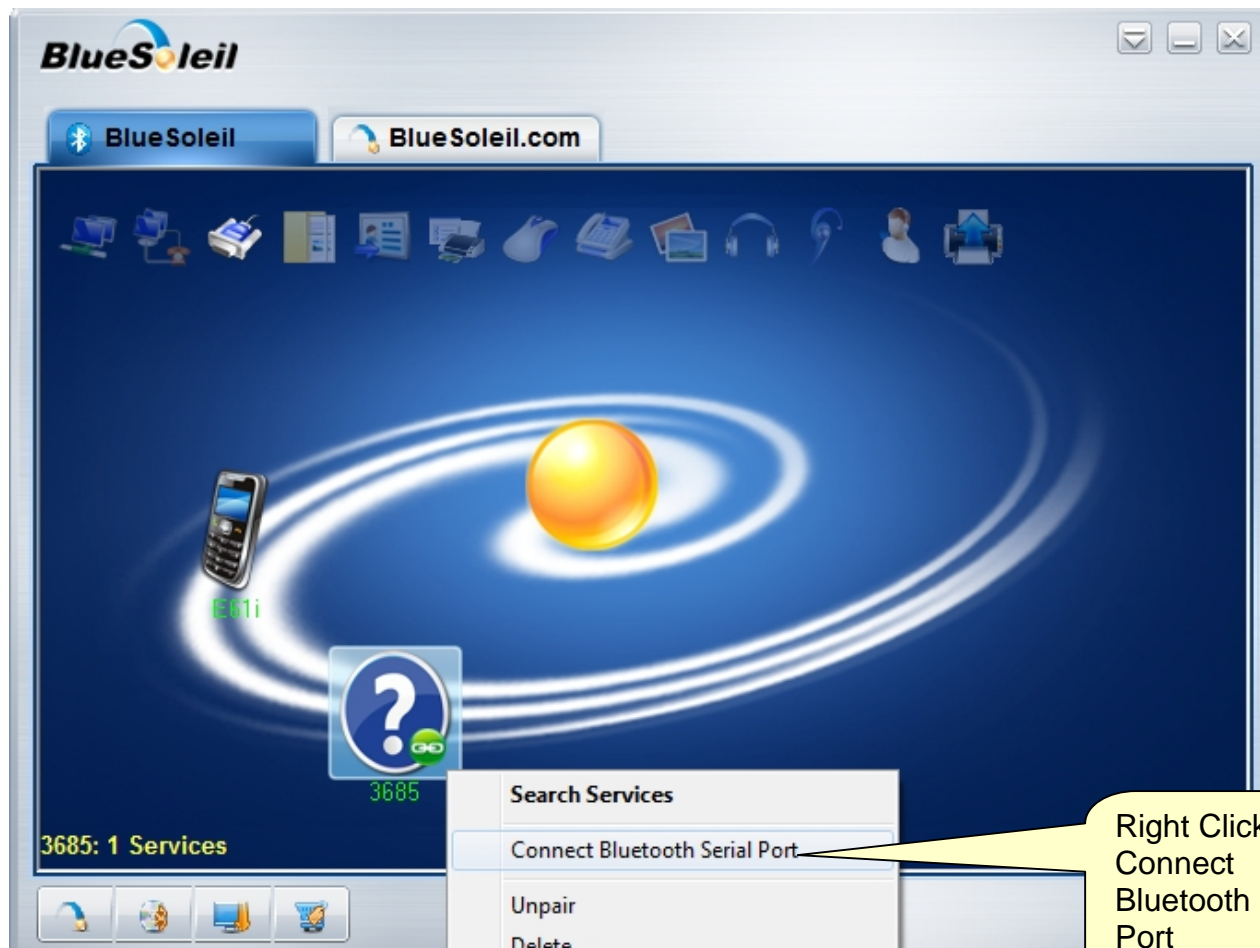 BlueSoleil
BlueSoleil
BlueSoleil.com
E61i
3685
3685: 1 Services
Search Services
Connect Bluetooth Serial Port
Unpair
Delete
Right Click
Connect
Bluetooth
Port